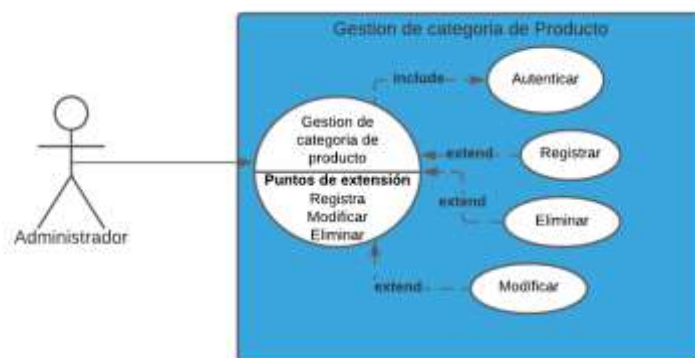 Gestion de categoria de Producto
include
Autenticar
Gestion de
categoria de
producto
Puntos de extensión
Registra
Modificar
Eliminar
extend
Registrar
extend
Eliminar
extend
Modificar
Administrador